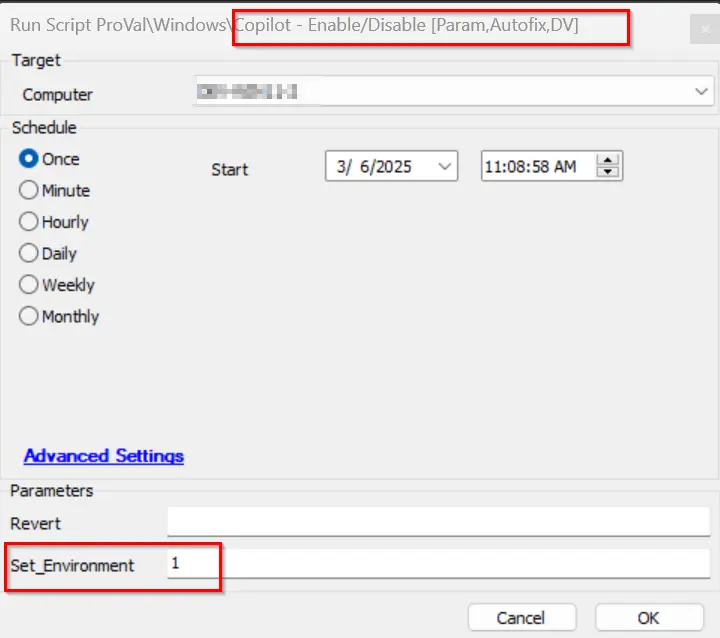 Run Script ProVal\Windows\Copilot - Enable/Disable [Param,Autofix,DV]
Target
Computer
Schedule
Once
Start
3/ 6/2025
11:08:58 AM
Minute
Hourly
Daily
Weekly
Monthly
Advanced Settings
Parameters
Revert
Set_Environment 1
Cancel
OK